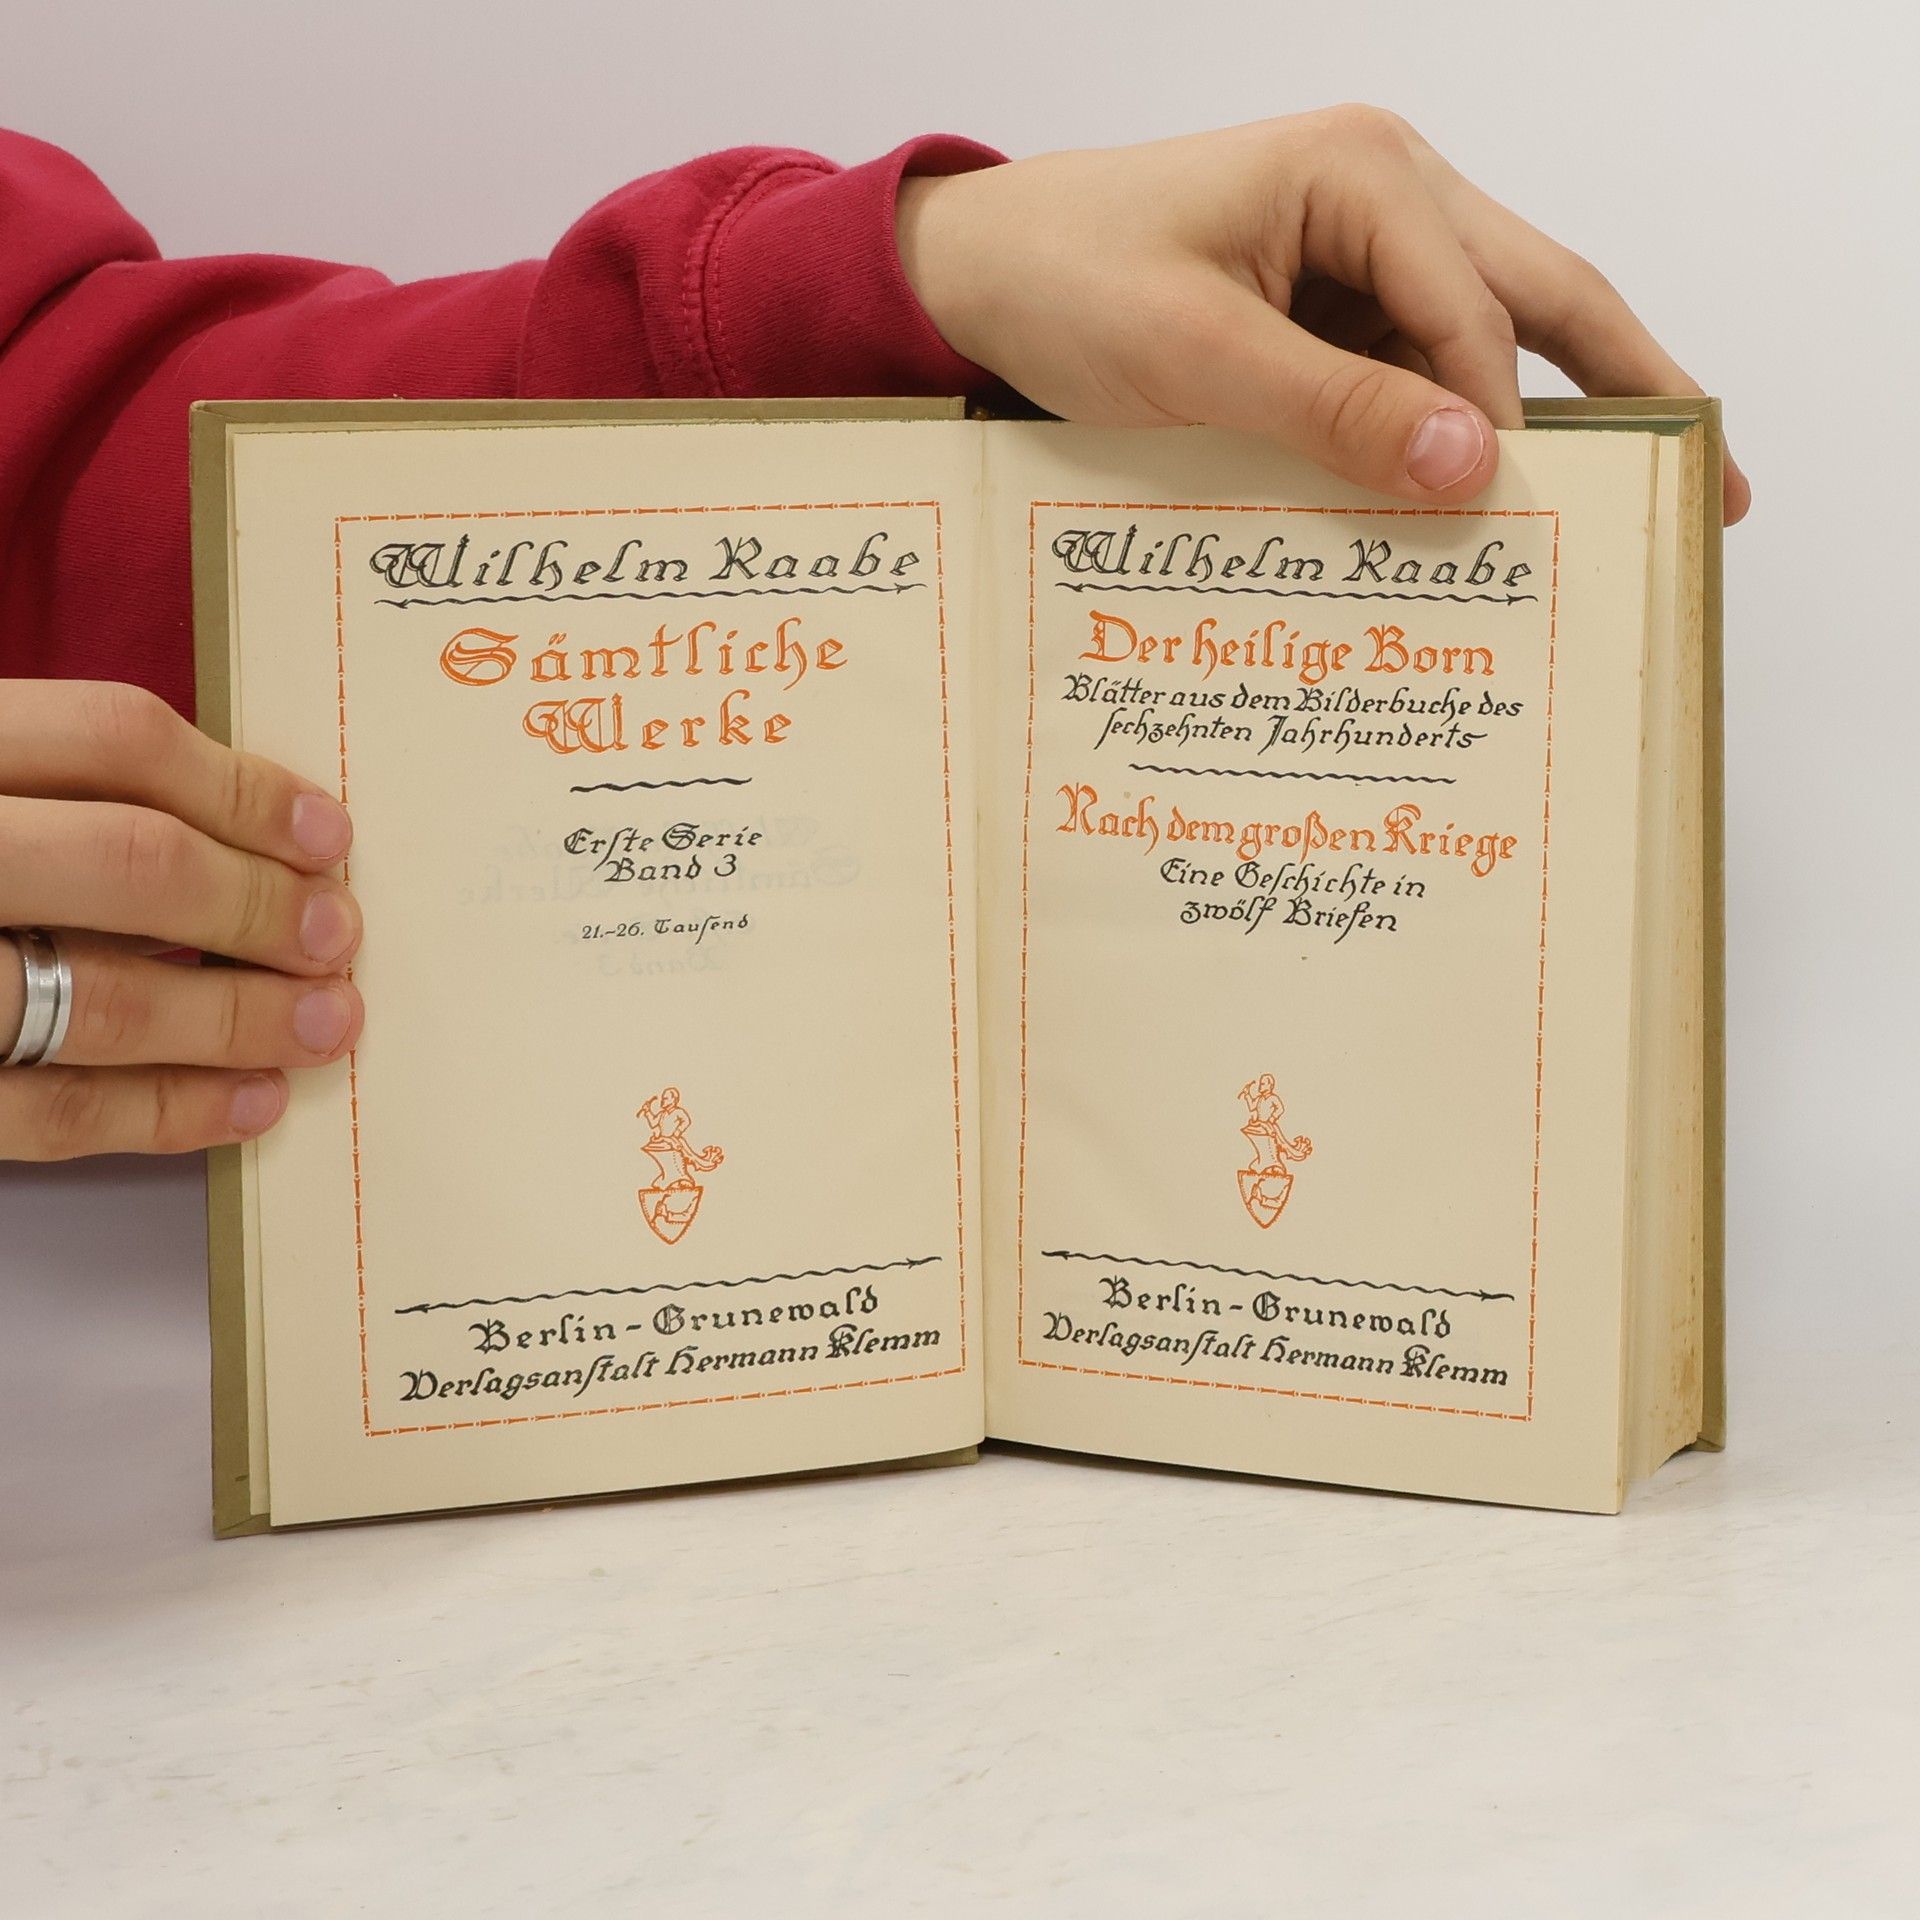 Wilhelm Raabe
Sämtliche
Werke
Erſte Serie
Band 3
21.-26. Tauſend
Berlin-Grunewald
Verlagsanſtalt Hermann Klemm
Wilhelm Raabe
Der heilige Born
Blätter aus dem Bilderbuche des
ſechzehnten Jahrhunderts
Nach dem großen Kriege
Eine Geſchichte in
zwölf Briefen
Berlin-Grunewald
Verlagsanſtalt Hermann Klemm